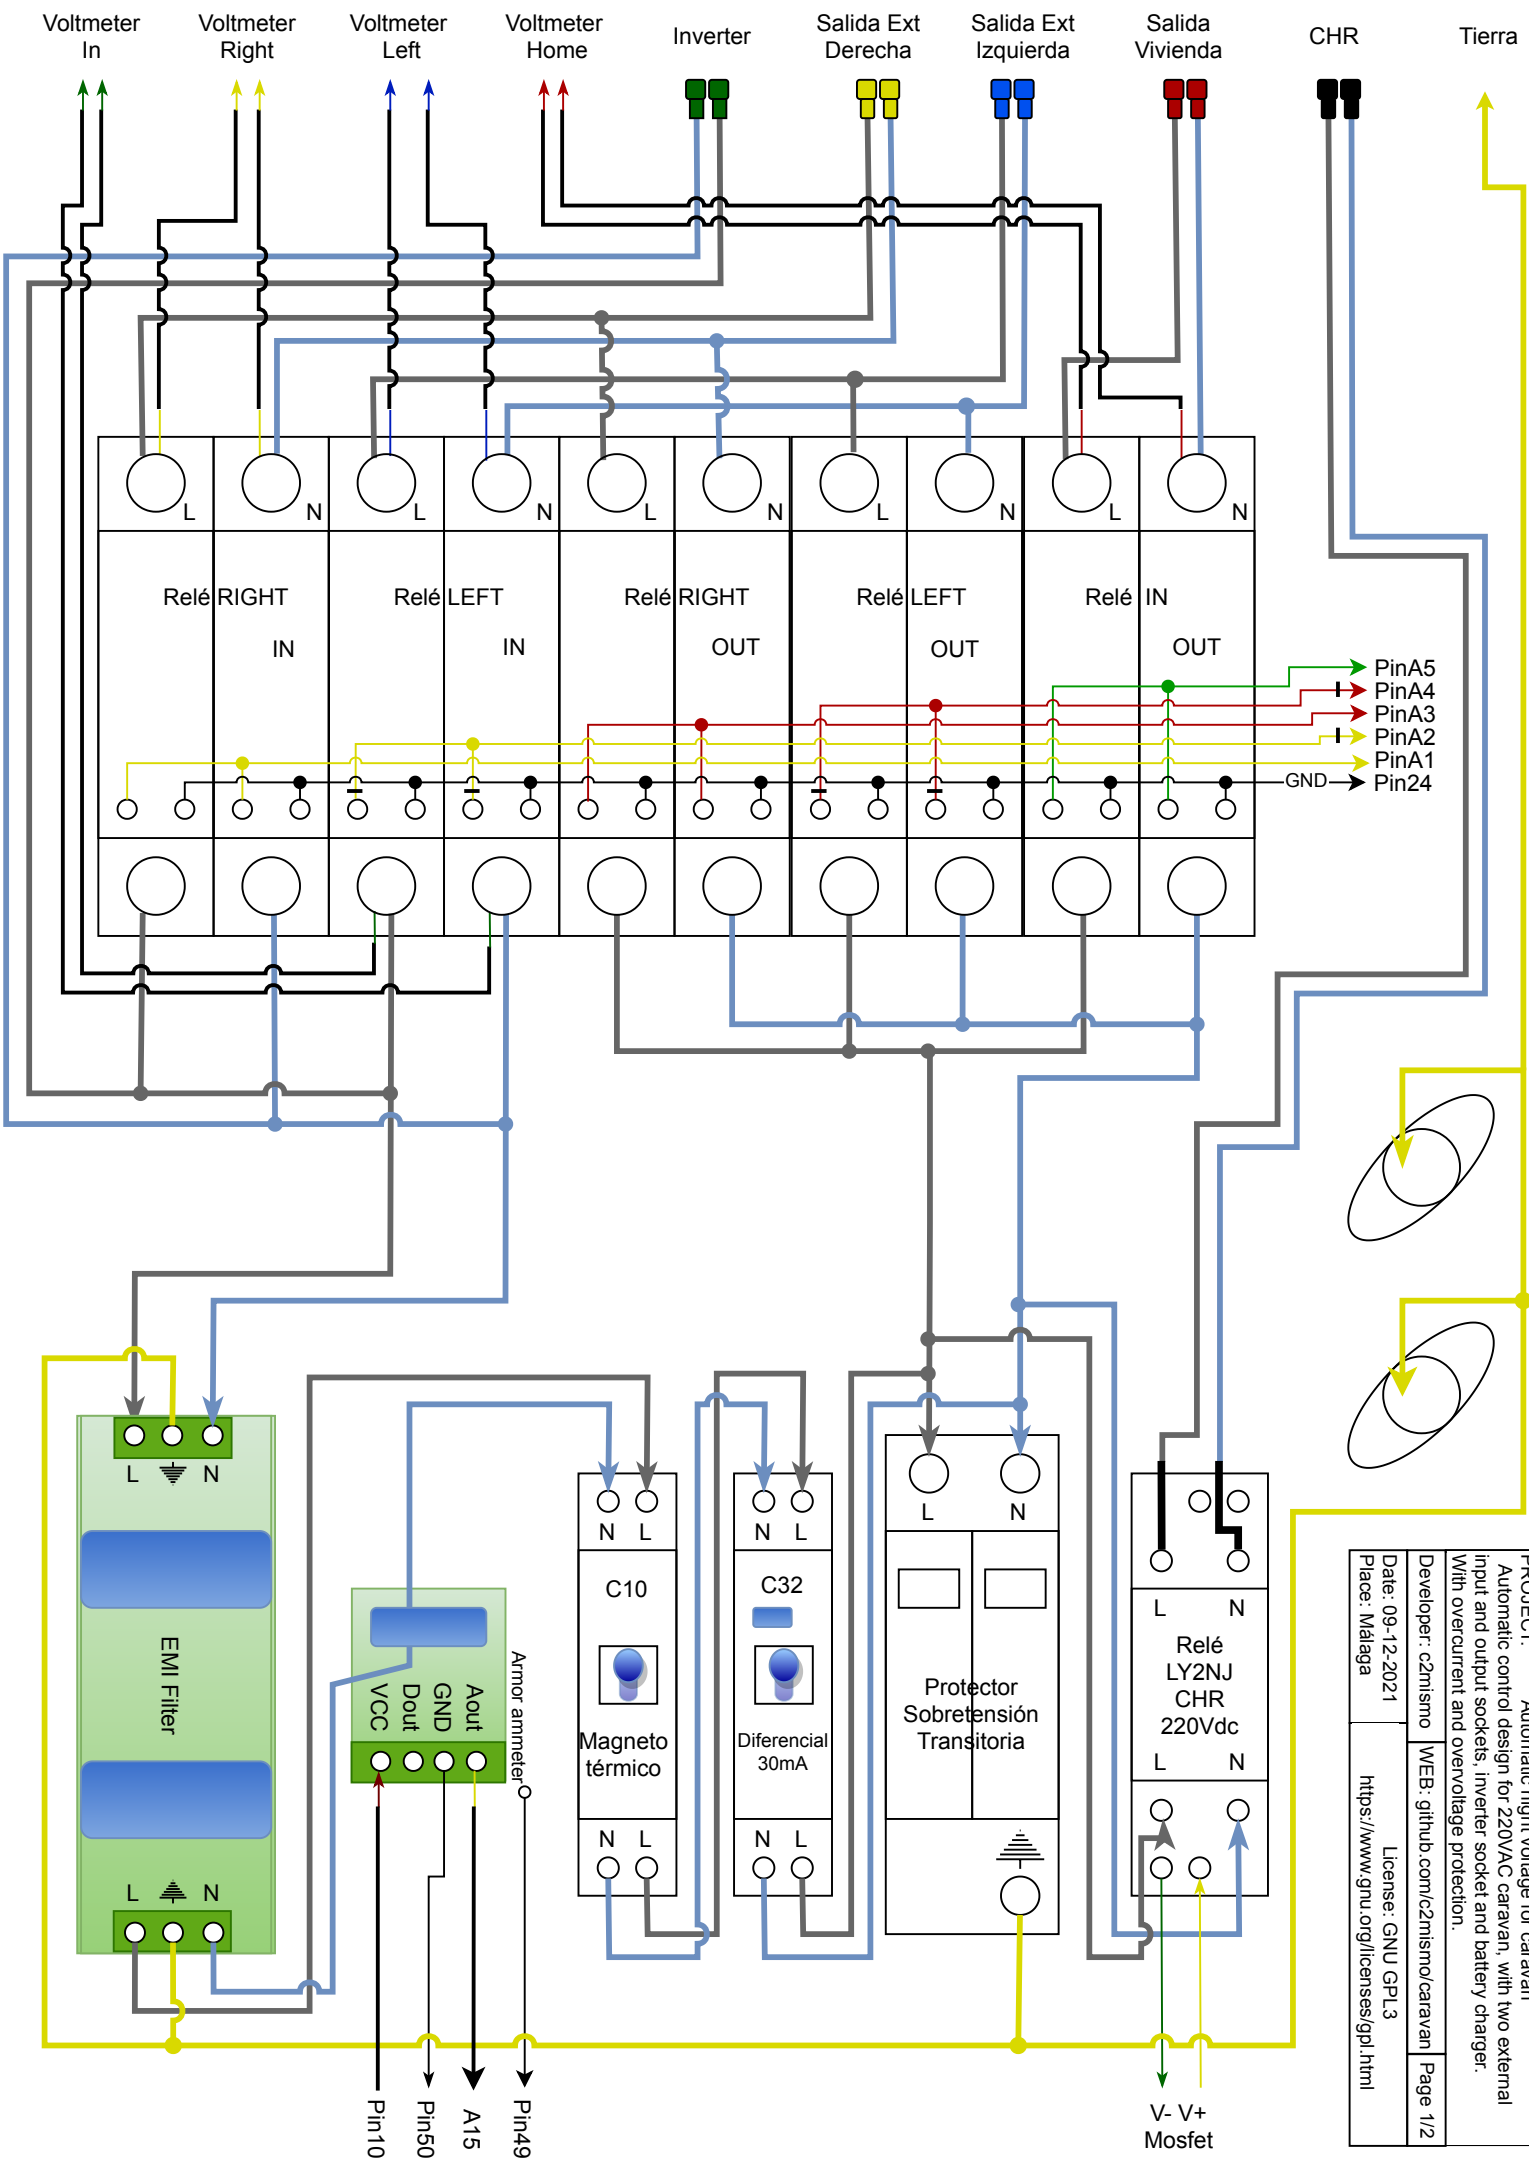 Voltmeter
In
Voltmeter
Right
Voltmeter
Left
Voltmeter
Home
Inverter
Salida Ext
Derecha
Salida Ext
Izquierda
Salida
Vivienda
CHR
Tierra
L
N
L
N
L
N
L
N
L
N
Relé RIGHT
IN
Relé LEFT
IN
Relé RIGHT
OUT
Relé LEFT
OUT
Relé IN
OUT
PinA5
PinA4
PinA3
PinA2
PinA1
GND
Pin24
L
N
EMI Filter
L
N
Armor ammeter
Aout
GND
Dout
VCC
N L
C10
Magneto
térmico
N L
N L
C32
Diferencial
30mA
N L
L
N
Protector
Sobretensión
Transitoria
L N
Relé
LY2NJ
CHR
220Vdc
L N
Pin10
Pin50
A15
Pin49
V- V+
Mosfet
PROJECT: Automatic hight voltage for caravan
Automatic control design for 220VAC caravan, with two external
input and output sockets, inverter socket and battery charger.
With overcurrent and overvoltage protection.
Developer: c2mismo
WEB: github.com/c2mismo/caravan
Page 1/2
Date: 09-12-2021
Place: Málaga
License: GNU GPL3
https://www.gnu.org/licenses/gpl.html